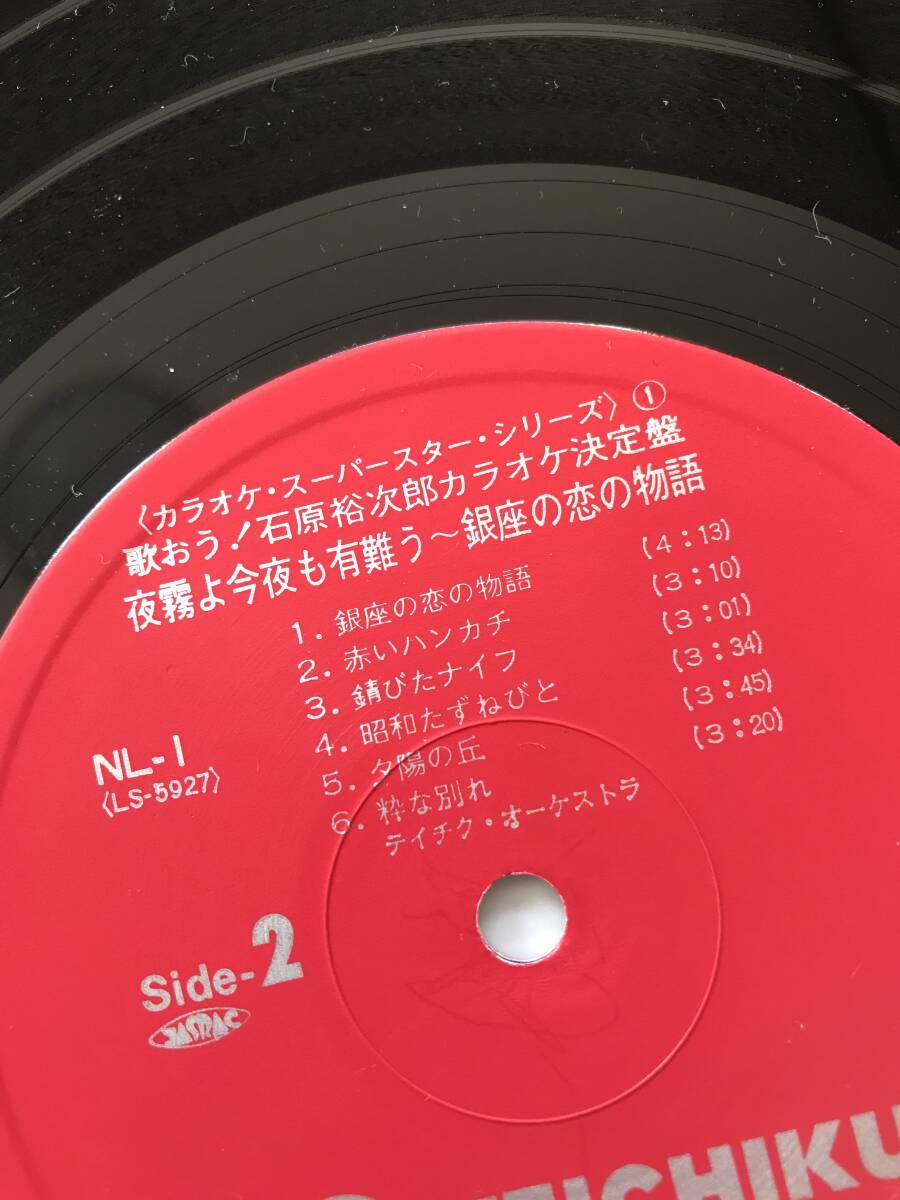 〈カラオケ・スーパースター・シリーズ〉①
歌おう!石原裕次郎カラオケ決定盤
夜霧よ今夜も有難う～銀座の恋の物語
1. 銀座の恋の物語 (4:13)
2. 赤いハンカチ (3:10)
3. 錆びたナイフ (3:01)
4. 昭和たずねびと (3:34)
5. 夕陽の丘 (3:45)
6. 粋な別れ (3:20)
テイチク・オーケストラ
NL-1
〈LS-5927〉
Side-2
JASRAC
TEICHIKU